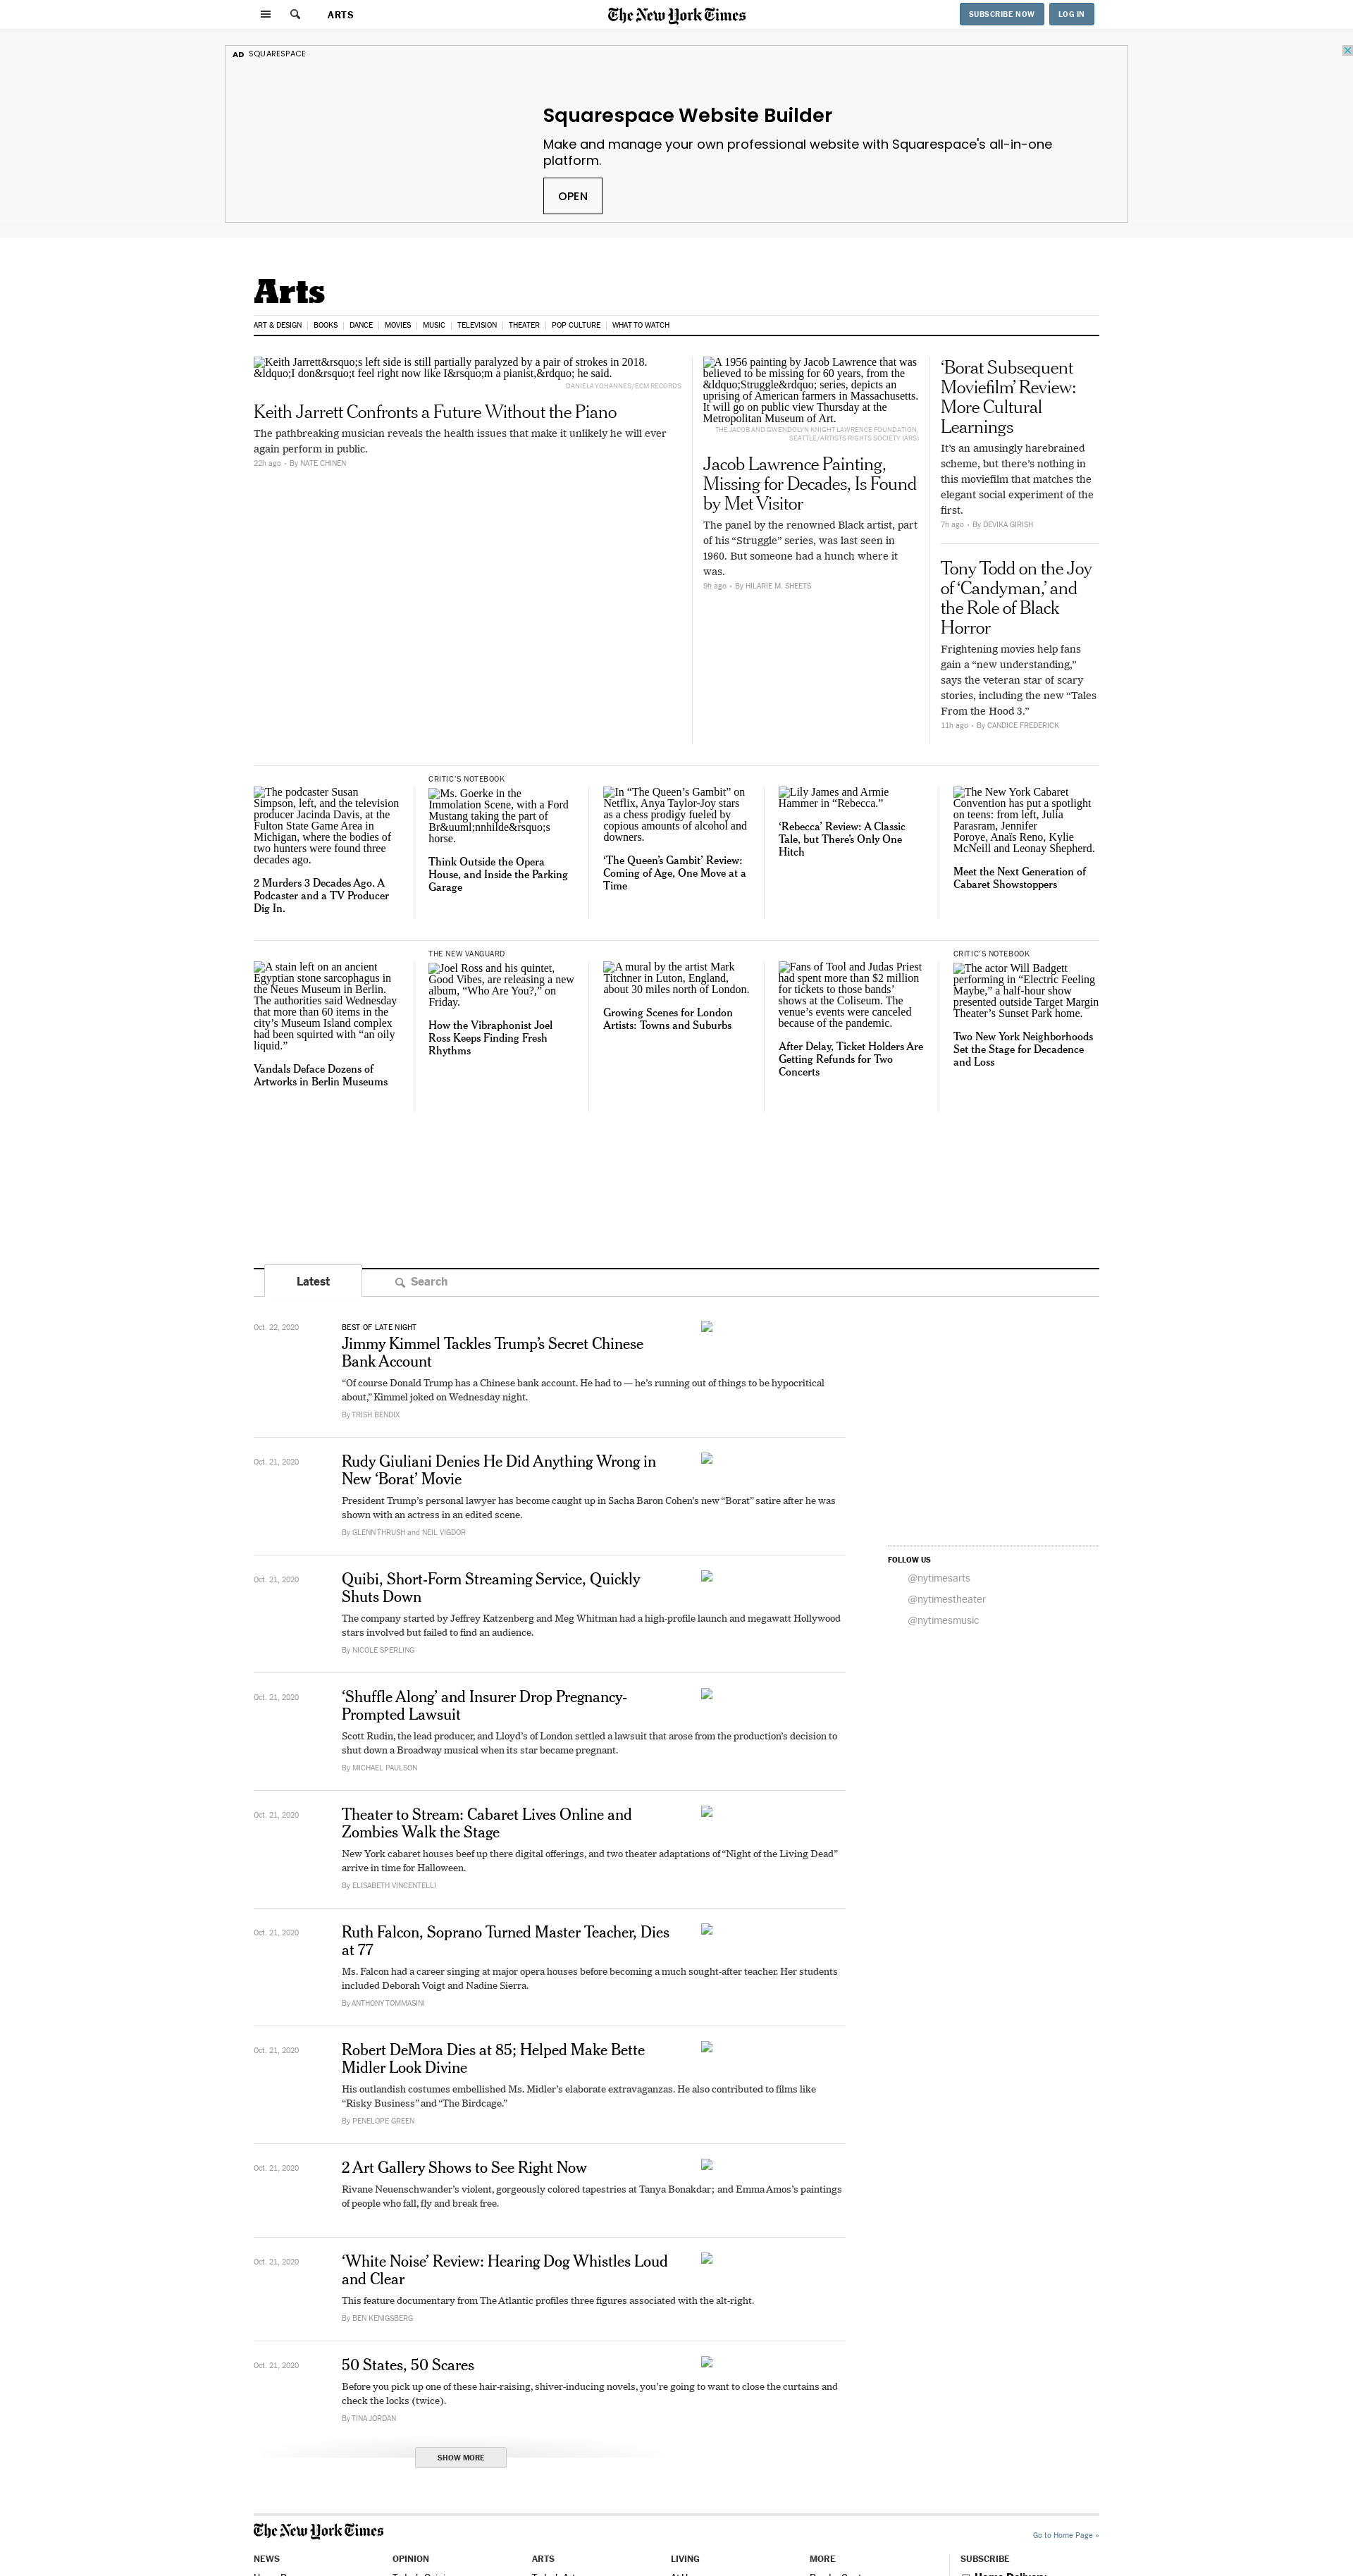 ARTS
The New York Times
SUBSCRIBE NOW
LOG IN
AD SQUARESPACE
Squarespace Website Builder
Make and manage your own professional website with Squarespace's all-in-one
platform.
OPEN
Arts
ART & DESIGN
BOOKS
DANCE
MOVIES
MUSIC
TELEVISION
THEATER
POP CULTURE
WHAT TO WATCH
Keith Jarrett&rsquo;s left side is still partially paralyzed by a pair of strokes in 2018.
&ldquo;I don&rsquo;t feel right now like I&rsquo;m a pianist,&rdquo; he said.
DANIELA YOHANNES/ECM RECORDS
Keith Jarrett Confronts a Future Without the Piano
The pathbreaking musician reveals the health issues that make it unlikely he will ever
again perform in public.
22h ago • By NATE CHINEN
A 1956 painting by Jacob Lawrence that was
believed to be missing for 60 years, from the
&ldquo;Struggle&rdquo; series, depicts an
uprising of American farmers in Massachusetts.
It will go on public view Thursday at the
Metropolitan Museum of Art.
THE JACOB AND GWENDOLYN KNIGHT LAWRENCE FOUNDATION,
SEATTLE/ARTISTS RIGHTS SOCIETY (ARS)
Jacob Lawrence Painting,
Missing for Decades, Is Found
by Met Visitor
The panel by the renowned Black artist, part
of his “Struggle” series, was last seen in
1960. But someone had a hunch where it
was.
9h ago • By HILARIE M. SHEETS
‘Borat Subsequent
Moviefilm’ Review:
More Cultural
Learnings
It’s an amusingly harebrained
scheme, but there’s nothing in
this moviefilm that matches the
elegant social experiment of the
first.
7h ago • By DEVIKA GIRISH
Tony Todd on the Joy
of ‘Candyman,’ and
the Role of Black
Horror
Frightening movies help fans
gain a “new understanding,”
says the veteran star of scary
stories, including the new “Tales
From the Hood 3.”
11h ago • By CANDICE FREDERICK
The podcaster Susan
Simpson, left, and the television
producer Jacinda Davis, at the
Fulton State Game Area in
Michigan, where the bodies of
two hunters were found three
decades ago.
2 Murders 3 Decades Ago. A
Podcaster and a TV Producer
Dig In.
CRITIC’S NOTEBOOK
Ms. Goerke in the
Immolation Scene, with a Ford
Mustang taking the part of
Br&uuml;nnhilde&rsquo;s
horse.
Think Outside the Opera
House, and Inside the Parking
Garage
In “The Queen’s Gambit” on
Netflix, Anya Taylor-Joy stars
as a chess prodigy fueled by
copious amounts of alcohol and
downers.
‘The Queen’s Gambit’ Review:
Coming of Age, One Move at a
Time
Lily James and Armie
Hammer in “Rebecca.”
‘Rebecca’ Review: A Classic
Tale, but There’s Only One
Hitch
The New York Cabaret
Convention has put a spotlight
on teens: from left, Julia
Parasram, Jennifer
Poroye, Anaïs Reno, Kylie
McNeill and Leonay Shepherd.
Meet the Next Generation of
Cabaret Showstoppers
A stain left on an ancient
Egyptian stone sarcophagus in
the Neues Museum in Berlin.
The authorities said Wednesday
that more than 60 items in the
city’s Museum Island complex
had been squirted with “an oily
liquid.”
Vandals Deface Dozens of
Artworks in Berlin Museums
THE NEW VANGUARD
Joel Ross and his quintet,
Good Vibes, are releasing a new
album, “Who Are You?,” on
Friday.
How the Vibraphonist Joel
Ross Keeps Finding Fresh
Rhythms
A mural by the artist Mark
Titchner in Luton, England,
about 30 miles north of London.
Growing Scenes for London
Artists: Towns and Suburbs
Fans of Tool and Judas Priest
had spent more than $2 million
for tickets to those bands’
shows at the Coliseum. The
venue’s events were canceled
because of the pandemic.
After Delay, Ticket Holders Are
Getting Refunds for Two
Concerts
CRITIC’S NOTEBOOK
The actor Will Badgett
performing in “Electric Feeling
Maybe,” a half-hour show
presented outside Target Margin
Theater’s Sunset Park home.
Two New York Neighborhoods
Set the Stage for Decadence
and Loss
Latest
Search
Oct. 22, 2020
BEST OF LATE NIGHT
Jimmy Kimmel Tackles Trump’s Secret Chinese
Bank Account
“Of course Donald Trump has a Chinese bank account. He had to — he’s running out of things to be hypocritical
about,” Kimmel joked on Wednesday night.
By TRISH BENDIX
Oct. 21, 2020
Rudy Giuliani Denies He Did Anything Wrong in
New ‘Borat’ Movie
President Trump’s personal lawyer has become caught up in Sacha Baron Cohen’s new “Borat” satire after he was
shown with an actress in an edited scene.
By GLENN THRUSH and NEIL VIGDOR
Oct. 21, 2020
Quibi, Short-Form Streaming Service, Quickly
Shuts Down
The company started by Jeffrey Katzenberg and Meg Whitman had a high-profile launch and megawatt Hollywood
stars involved but failed to find an audience.
By NICOLE SPERLING
FOLLOW US
@nytimesarts
@nytimestheater
@nytimesmusic
Oct. 21, 2020
‘Shuffle Along’ and Insurer Drop Pregnancy-
Prompted Lawsuit
Scott Rudin, the lead producer, and Lloyd’s of London settled a lawsuit that arose from the production’s decision to
shut down a Broadway musical when its star became pregnant.
By MICHAEL PAULSON
Oct. 21, 2020
Theater to Stream: Cabaret Lives Online and
Zombies Walk the Stage
New York cabaret houses beef up there digital offerings, and two theater adaptations of “Night of the Living Dead”
arrive in time for Halloween.
By ELISABETH VINCENTELLI
Oct. 21, 2020
Ruth Falcon, Soprano Turned Master Teacher, Dies
at 77
Ms. Falcon had a career singing at major opera houses before becoming a much sought-after teacher. Her students
included Deborah Voigt and Nadine Sierra.
By ANTHONY TOMMASINI
Oct. 21, 2020
Robert DeMora Dies at 85; Helped Make Bette
Midler Look Divine
His outlandish costumes embellished Ms. Midler’s elaborate extravaganzas. He also contributed to films like
“Risky Business” and “The Birdcage.”
By PENELOPE GREEN
Oct. 21, 2020
2 Art Gallery Shows to See Right Now
Rivane Neuenschwander’s violent, gorgeously colored tapestries at Tanya Bonakdar; and Emma Amos’s paintings
of people who fall, fly and break free.
Oct. 21, 2020
‘White Noise’ Review: Hearing Dog Whistles Loud
and Clear
This feature documentary from The Atlantic profiles three figures associated with the alt-right.
By BEN KENIGSBERG
Oct. 21, 2020
50 States, 50 Scares
Before you pick up one of these hair-raising, shiver-inducing novels, you’re going to want to close the curtains and
check the locks (twice).
By TINA JORDAN
SHOW MORE
The New York Times
Go to Home Page »
NEWS
OPINION
ARTS
LIVING
MORE
SUBSCRIBE